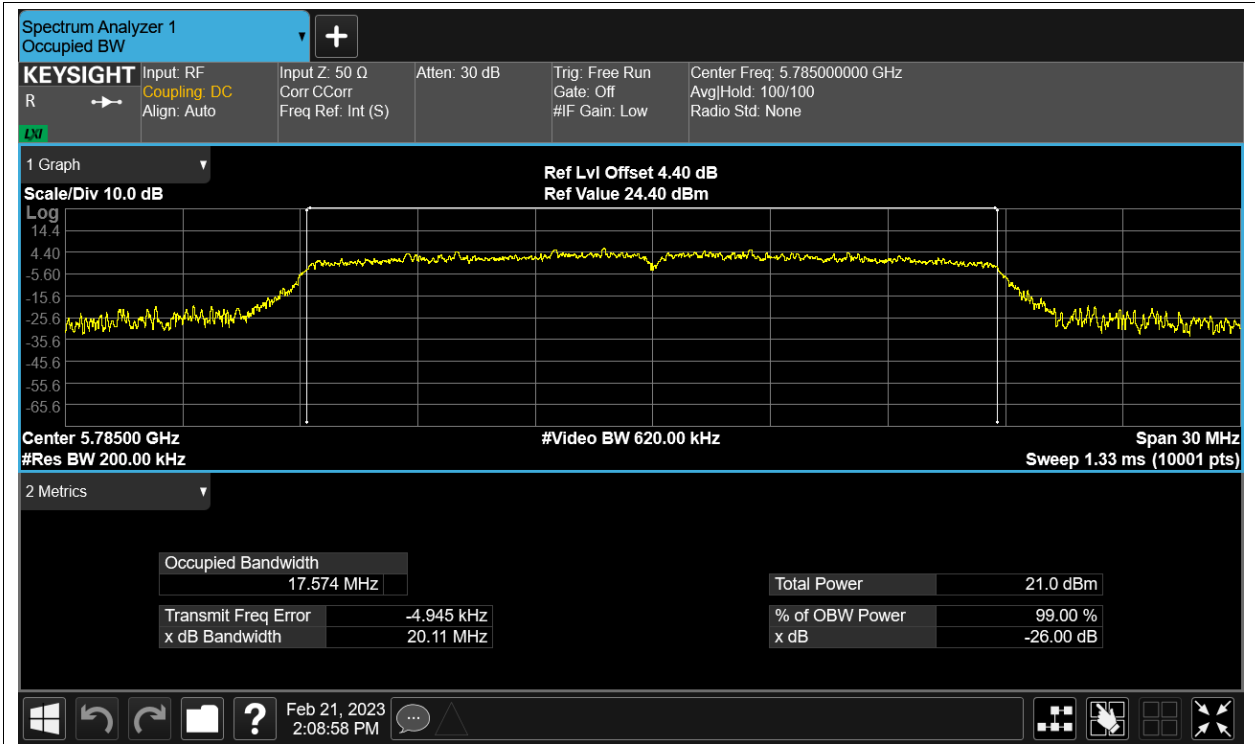 Spectrum Analyzer 1
Occupied BW
+
KEYSIGHT Input: RF Input Z: 50 Ω Atten: 30 dB Trig: Free Run Center Freq: 5.785000000 GHz
R Coupling: DC Corr CCorr Gate: Off Avg|Hold: 100/100
Align: Auto Freq Ref: Int (S) #IF Gain: Low Radio Std: None
LXI
1 Graph
Ref Lvl Offset 4.40 dB
Scale/Div 10.0 dB Ref Value 24.40 dBm
Log
14.4
4.40
-5.60
-15.6
-25.6
-35.6
-45.6
-55.6
-65.6
Center 5.78500 GHz #Video BW 620.00 kHz Span 30 MHz
#Res BW 200.00 kHz Sweep 1.33 ms (10001 pts)
2 Metrics
Occupied Bandwidth
17.574 MHz Total Power 21.0 dBm
Transmit Freq Error -4.945 kHz % of OBW Power 99.00 %
x dB Bandwidth 20.11 MHz x dB -26.00 dB
? Feb 21, 2023
2:08:58 PM